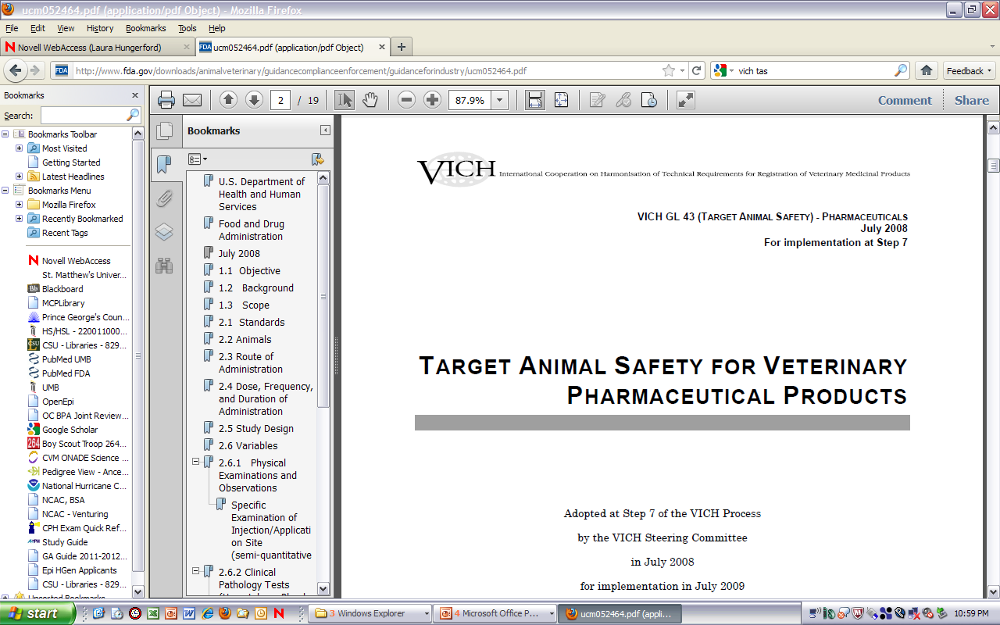 ucm052464.pdf (application/pdf Object) - Mozilla Firefox
File Edit View History Bookmarks Tools Help
Novell WebAccess (Laura Hungerford)
FDA ucm052464.pdf (application/pdf Object)
FDA http://www.fda.gov/downloads/animalveterinary/guidancecomplianceenforcement/guidanceforindustry/ucm052464.pdf
vich tas
Feedback
Bookmarks
Search:
Bookmarks Toolbar
Most Visited
Getting Started
Latest Headlines
Bookmarks Menu
Mozilla Firefox
Recently Bookmarked
Recent Tags
Novell WebAccess
St. Matthew's Univer...
Blackboard
MCPLibrary
Prince George's Coun...
HS/HSL - 220011000...
CSU - Libraries - 829...
PubMed UMB
PubMed FDA
UMB
OpenEpi
OC BPA Joint Review...
Google Scholar
Boy Scout Troop 264...
CVM ONADE Science ...
Pedigree View - Ance...
National Hurricane C...
NCAC, BSA
NCAC - Venturing
CPH Exam Quick Ref...
Study Guide
GA Guide 2011-2012...
Epi HGen Applicants
CSU - Libraries - 829...
Unsorted Bookmarks
2 / 19
87.9%
Comment
Share
Bookmarks
U.S. Department of
Health and Human
Services
Food and Drug
Administration
July 2008
1.1 Objective
1.2 Background
1.3 Scope
2.1 Standards
2.2 Animals
2.3 Route of
Administration
2.4 Dose, Frequency,
and Duration of
Administration
2.5 Study Design
2.6 Variables
2.6.1 Physical
Examinations and
Observations
Specific
Examination of
Injection/Applicati
on Site
(semi-quantitative
2.6.2 Clinical
Pathology Tests
VICH International Cooperation on Harmonisation of Technical Requirements for Registration of Veterinary Medicinal Products
VICH GL 43 (TARGET ANIMAL SAFETY) - PHARMACEUTICALS
July 2008
For implementation at Step 7
TARGET ANIMAL SAFETY FOR VETERINARY
PHARMACEUTICAL PRODUCTS
Adopted at Step 7 of the VICH Process
by the VICH Steering Committee
in July 2008
for implementation in July 2009
start
3 Windows Explorer
4 Microsoft Office P...
ucm052464.pdf (appli...
10:59 PM